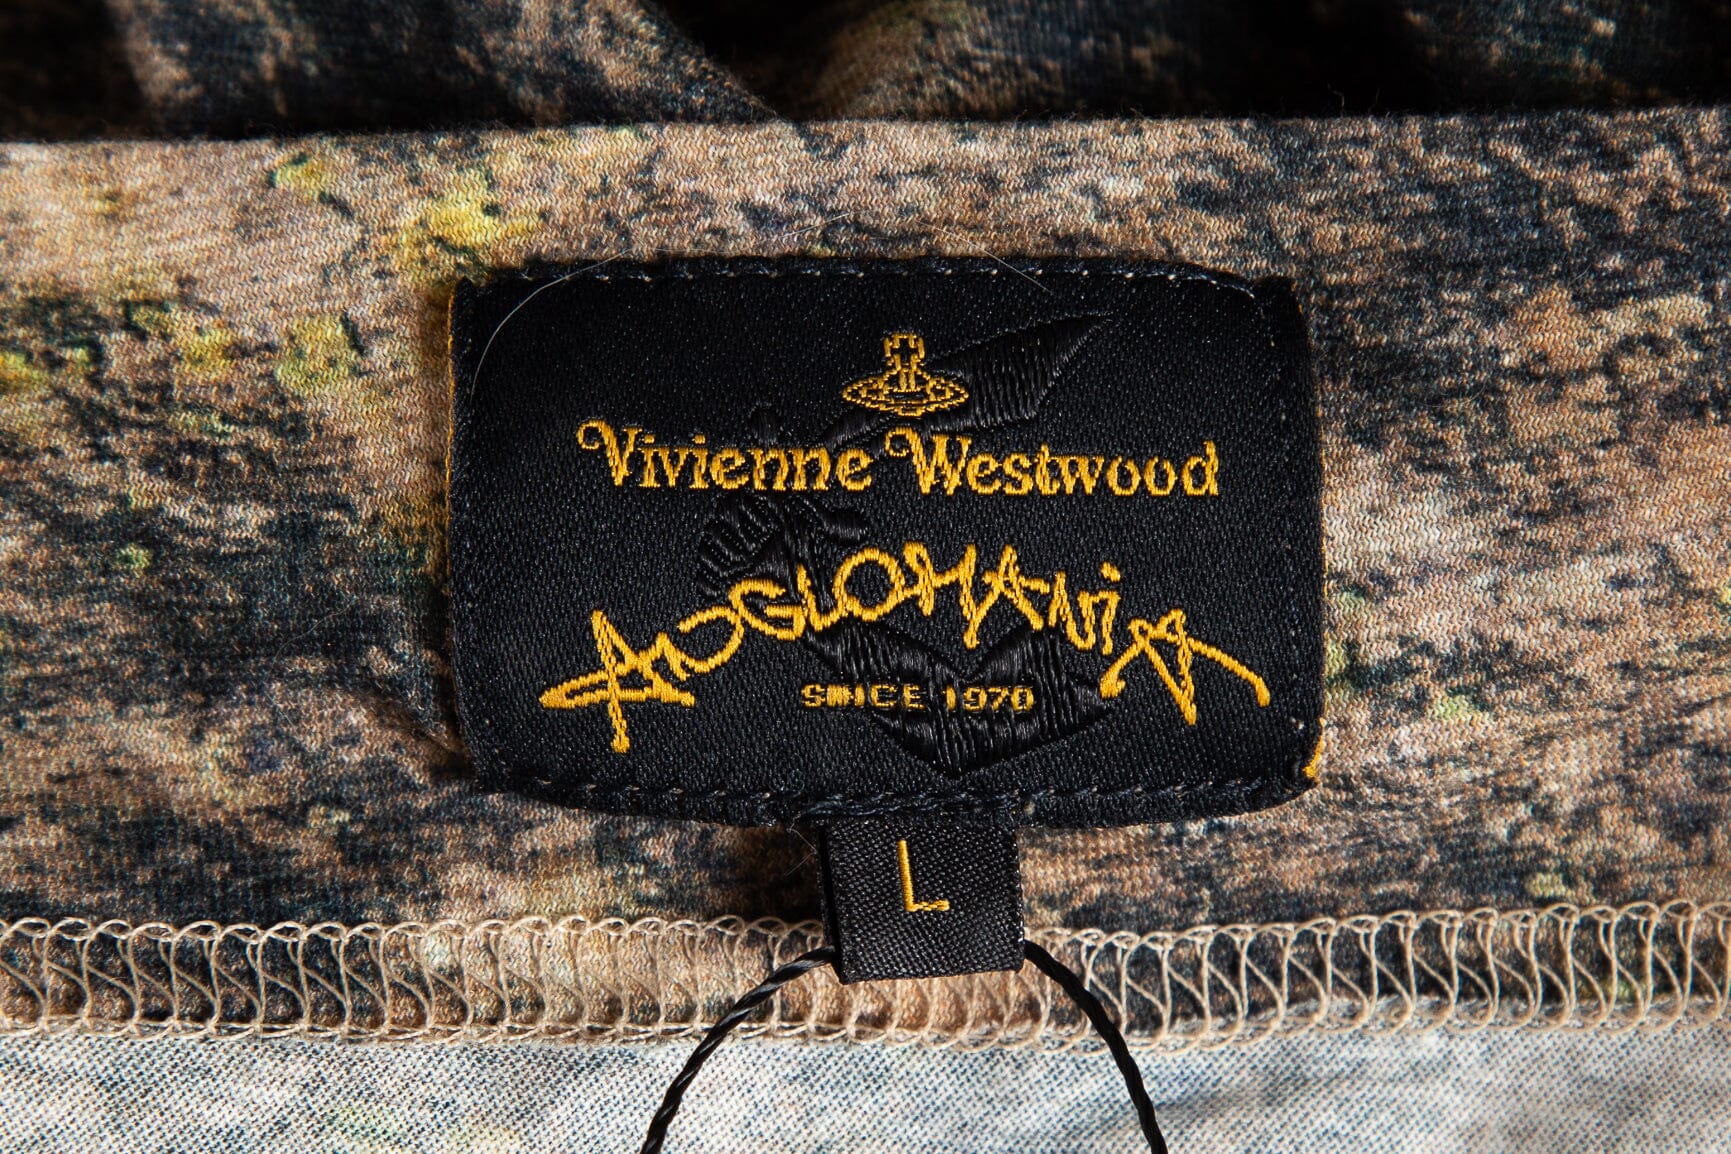 Vivienne Westwood
ANGLOMANiA
SINCE 1970
L